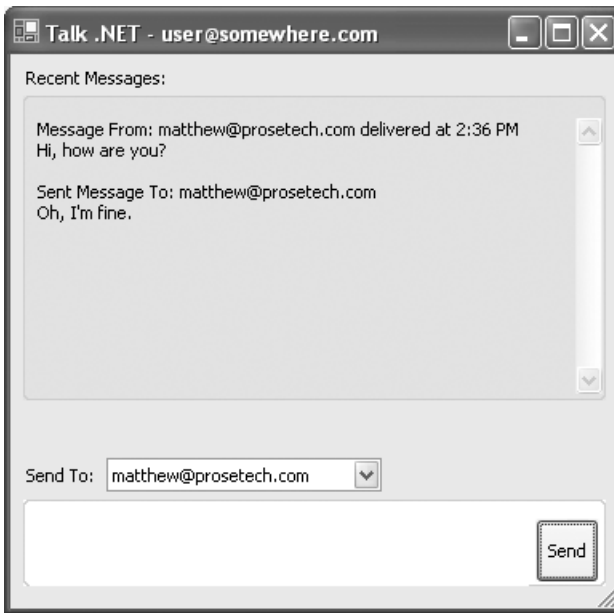 Talk .NET - user@somewhere.com
Recent Messages:
Message From: matthew@prosetech.com delivered at 2:36 PM
Hi, how are you?
Sent Message To: matthew@prosetech.com
Oh, I'm fine.
Send To: matthew@prosetech.com
Send